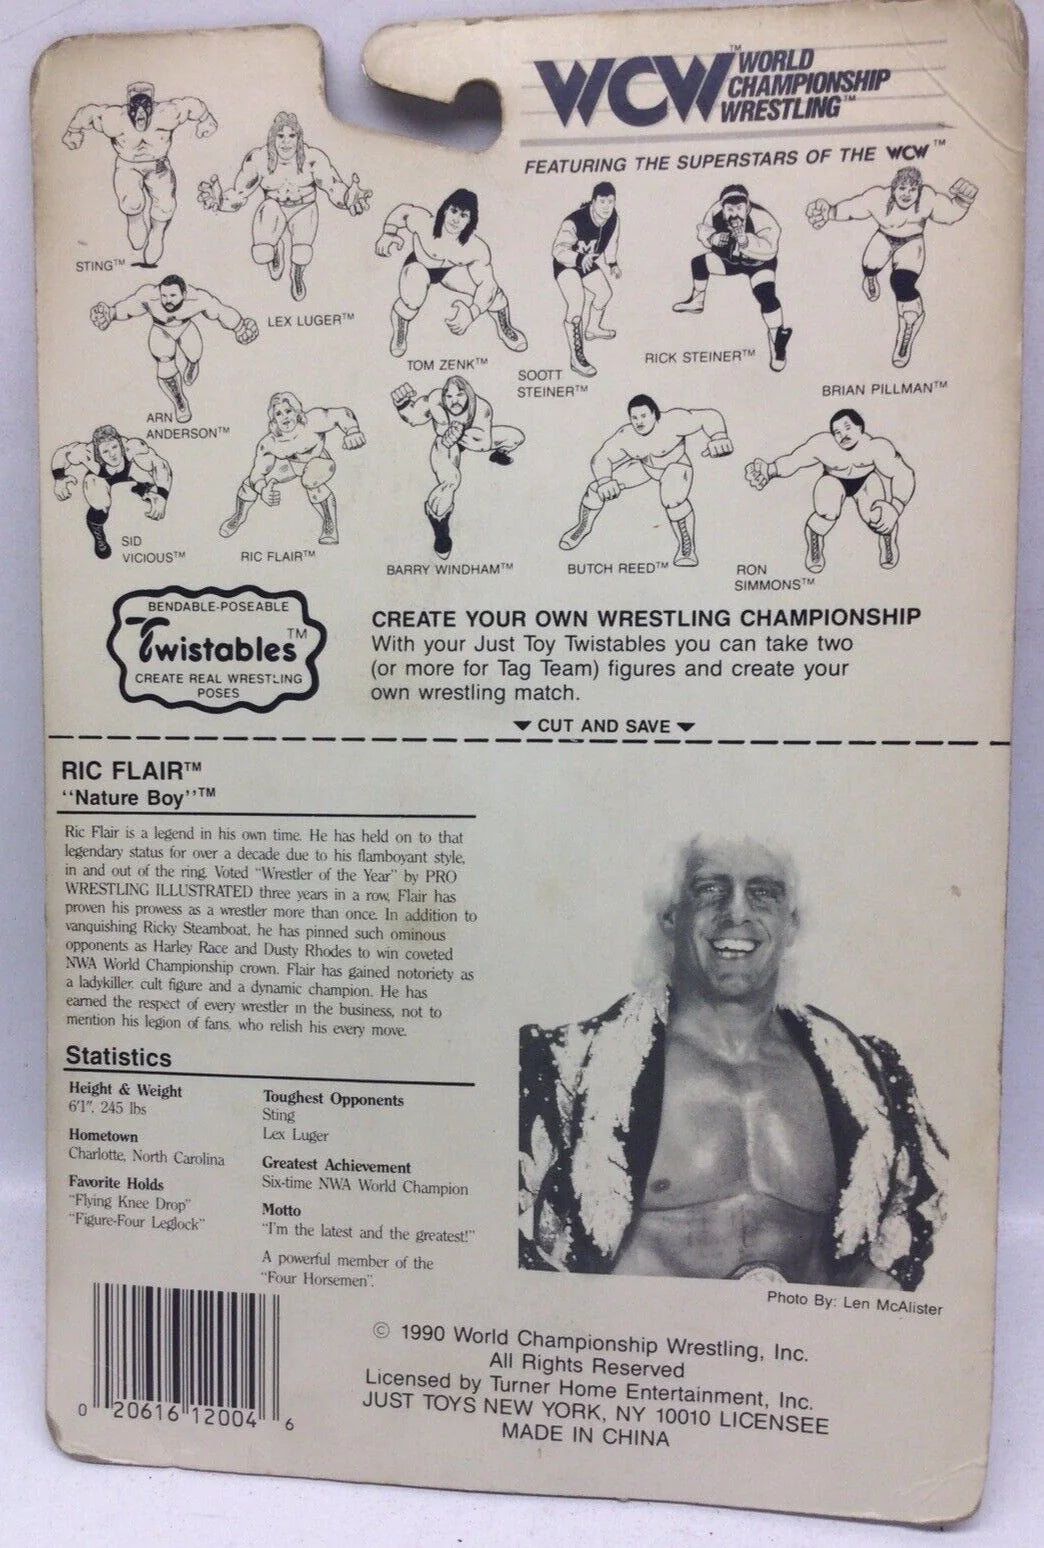 WCW™ WORLD
CHAMPIONSHIP
WRESTLING™
FEATURING THE SUPERSTARS OF THE WCW™
STING™
LEX LUGER™
TOM ZENK™
SOOTT
STEINER™
RICK STEINER™
BRIAN PILLMAN™
ARN
ANDERSON™
SID
VICIOUS™
RIC FLAIR™
BARRY WINDHAM™
BUTCH REED™
RON
SIMMONS™
BENDABLE-POSEABLE
Twistables™
CREATE REAL WRESTLING
POSES
CREATE YOUR OWN WRESTLING CHAMPIONSHIP
With your Just Toy Twistables you can take two
(or more for Tag Team) figures and create your
own wrestling match.
▼ CUT AND SAVE ▼
RIC FLAIR™
"Nature Boy"™
Ric Flair is a legend in his own time. He has held on to that
legendary status for over a decade due to his flamboyant style,
in and out of the ring. Voted "Wrestler of the Year" by PRO
WRESTLING ILLUSTRATED three years in a row, Flair has
proven his prowess as a wrestler more than once. In addition to
vanquishing Ricky Steamboat, he has pinned such ominous
opponents as Harley Race and Dusty Rhodes to win coveted
NWA World Championship crown. Flair has gained notoriety as
a ladykiller, cult figure and a dynamic champion. He has
earned the respect of every wrestler in the business, not to
mention his legion of fans, who relish his every move.
Statistics
Height & Weight
6'1", 245 lbs
Hometown
Charlotte, North Carolina
Favorite Holds
"Flying Knee Drop"
"Figure-Four Leglock"
Toughest Opponents
Sting
Lex Luger
Greatest Achievement
Six-time NWA World Champion
Motto
"I'm the latest and the greatest!"
A powerful member of the
"Four Horsemen".
Photo By: Len McAlister
0 20616 12004 6
© 1990 World Championship Wrestling, Inc.
All Rights Reserved
Licensed by Turner Home Entertainment, Inc.
JUST TOYS NEW YORK, NY 10010 LICENSEE
MADE IN CHINA